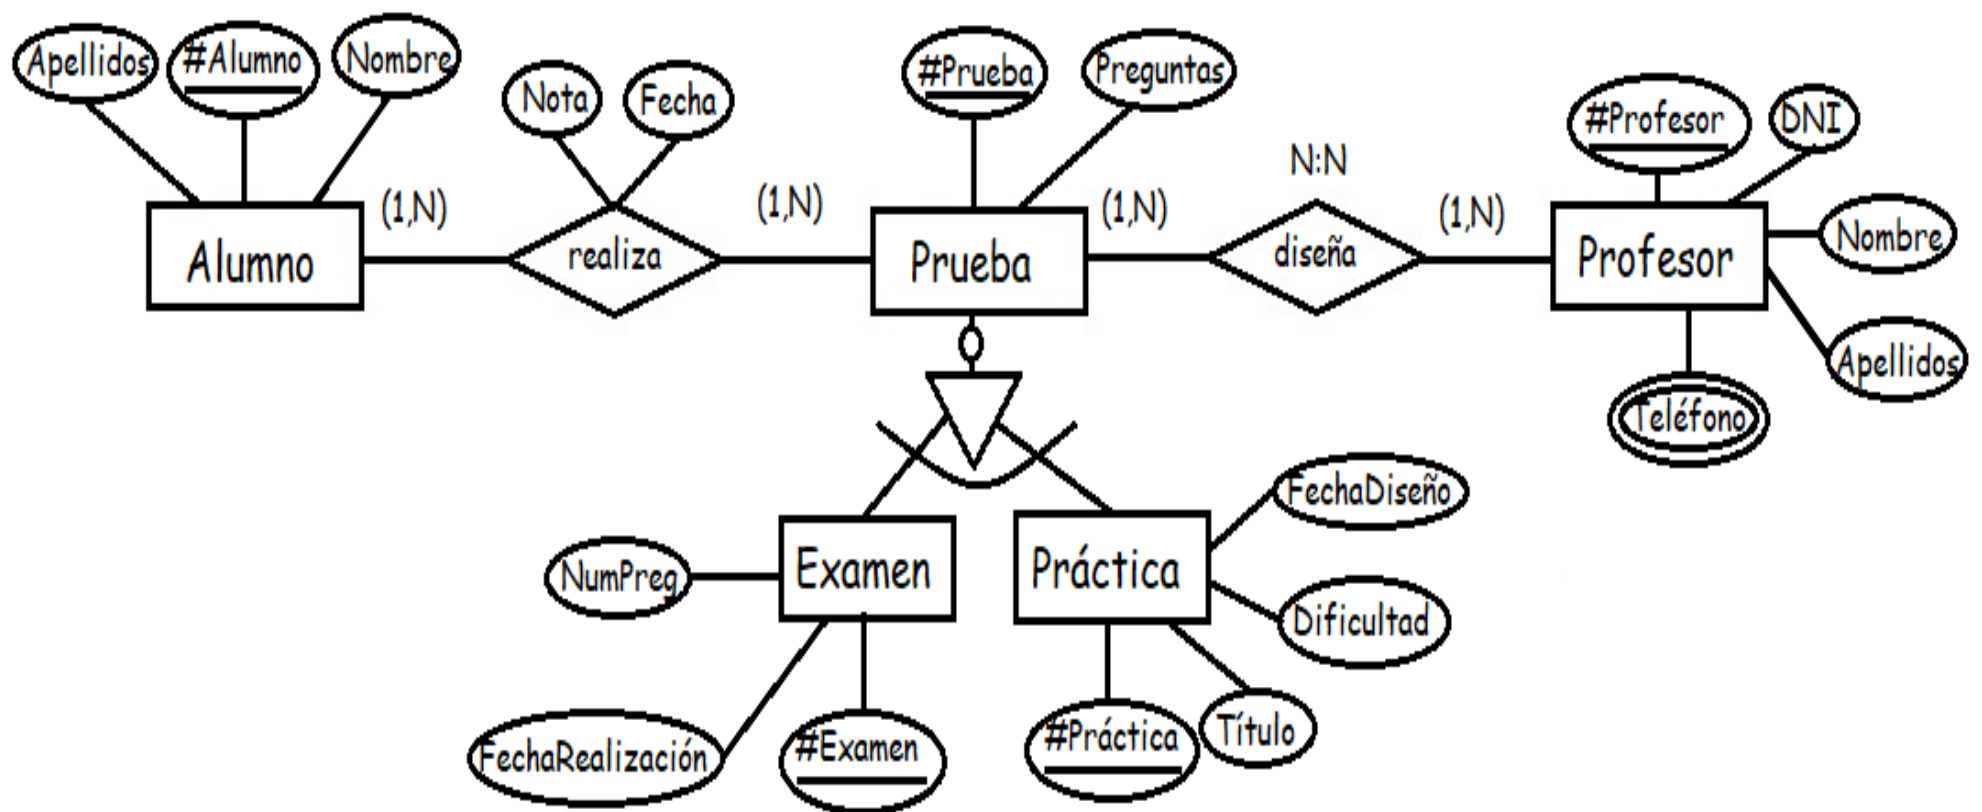 Apellidos
#Alumno
Nombre
Nota
Fecha
#Prueba
Preguntas
#Profesor
DNI
N:N
(1,N)
(1,N)
(1,N)
(1,N)
Alumno
realiza
Prueba
diseña
Profesor
Nombre
Apellidos
Teléfono
FechaDiseño
NumPreg
Examen
Práctica
Dificultad
FechaRealización
#Examen
#Práctica
Título